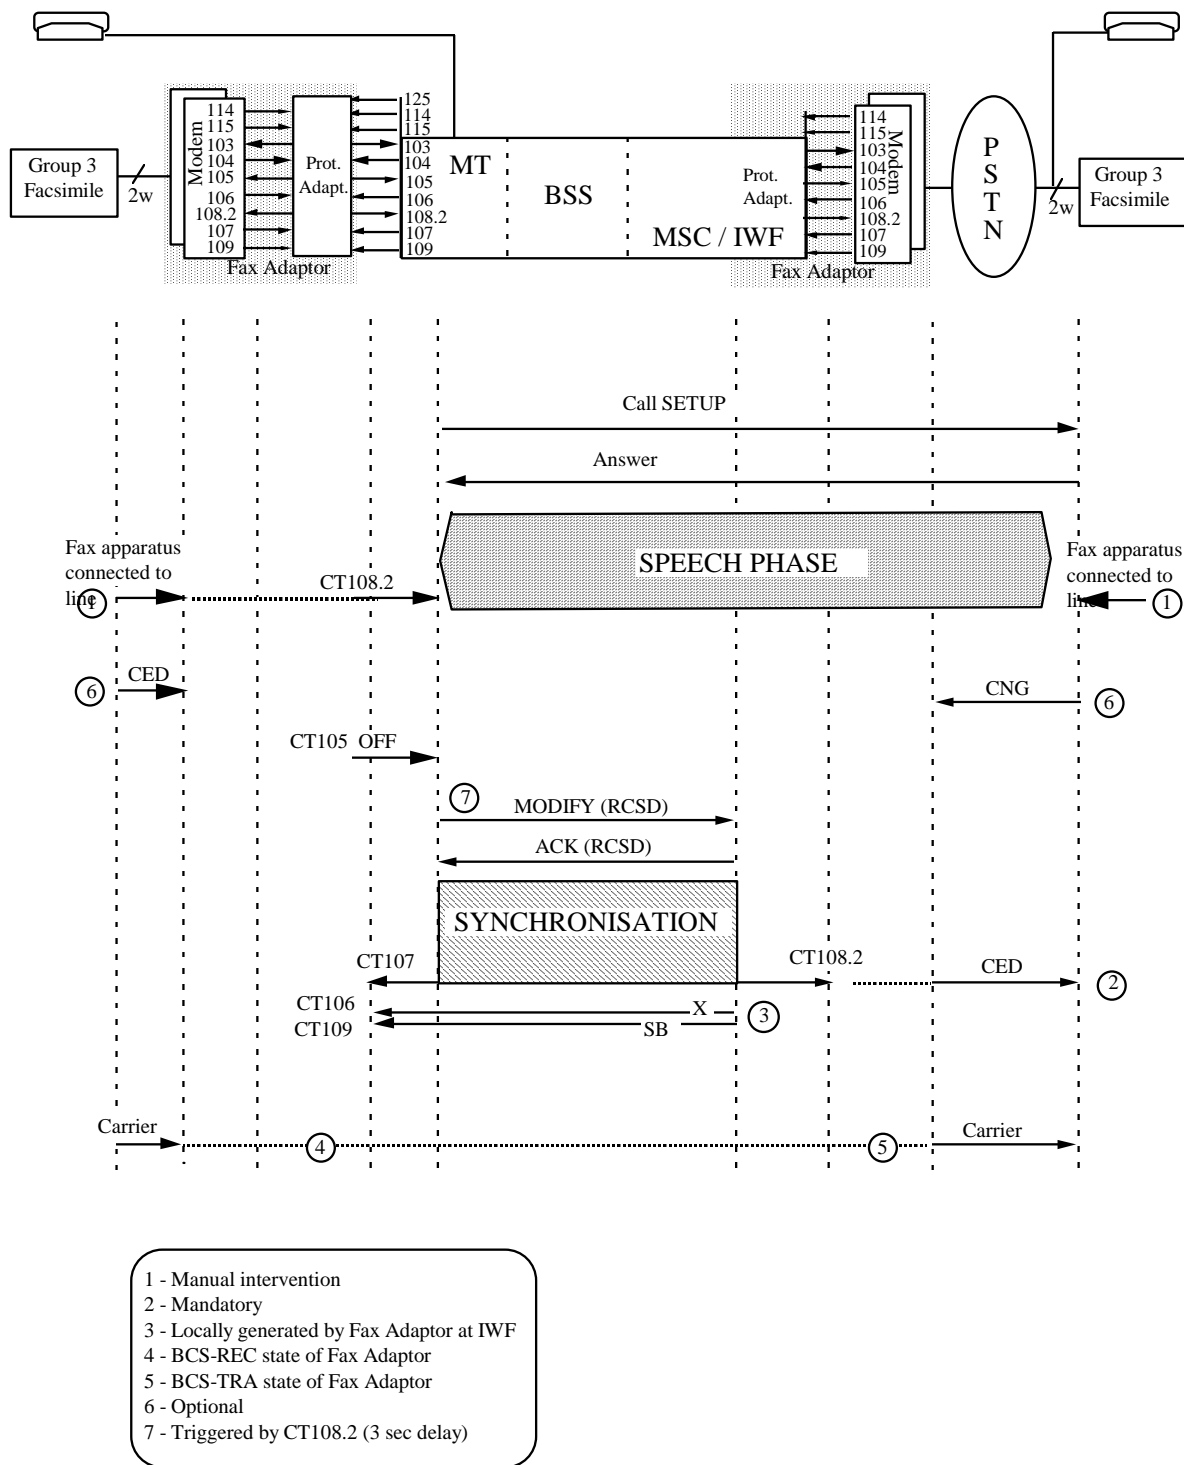 125
114
115
114
115
103
104
105
106
108.2
107
109
Modem
Prot.
Adapt.
103
104
105
106
108.2
107
109
MT
BSS
Prot.
Adapt.
MSC / IWF
114
115
103
104
105
106
108.2
107
109
Modem
PSTN
Group 3
Facsimile
2w
Group 3
Facsimile
2w
Fax Adaptor
Fax Adaptor
Call SETUP
Answer
SPEECH PHASE
Fax apparatus
connected to
line
1
CT108.2
Fax apparatus
connected to
line
1
6
CED
CNG
6
CT105 OFF
7
MODIFY (RCSD)
ACK (RCSD)
SYNCHRONISATION
CT107
CT108.2
CED
2
CT106
X
3
CT109
SB
Carrier
4
5
Carrier
1 - Manual intervention
2 - Mandatory
3 - Locally generated by Fax Adaptor at IWF
4 - BCS-REC state of Fax Adaptor
5 - BCS-TRA state of Fax Adaptor
6 - Optional
7 - Triggered by CT108.2 (3 sec delay)